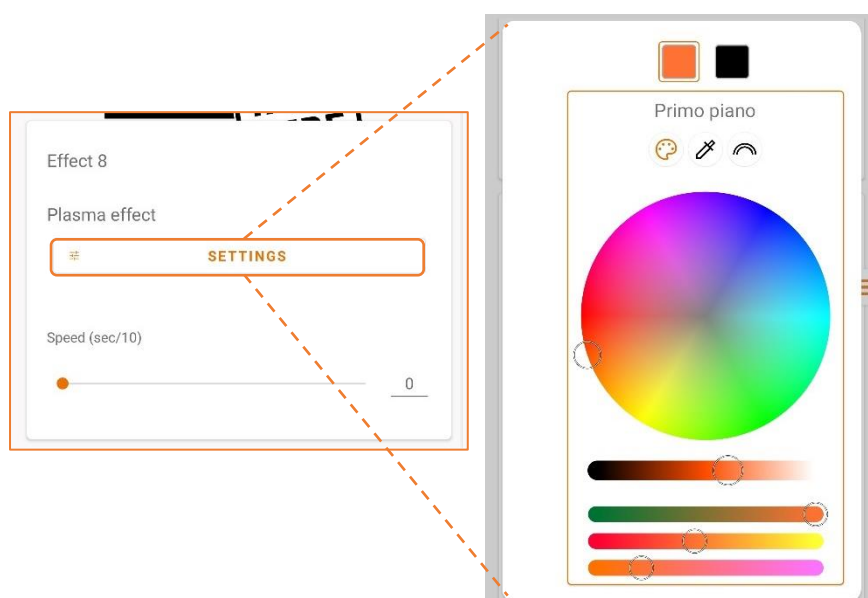 Effect 8
Plasma effect
SETTINGS
Speed (sec/10)
0
Primo piano